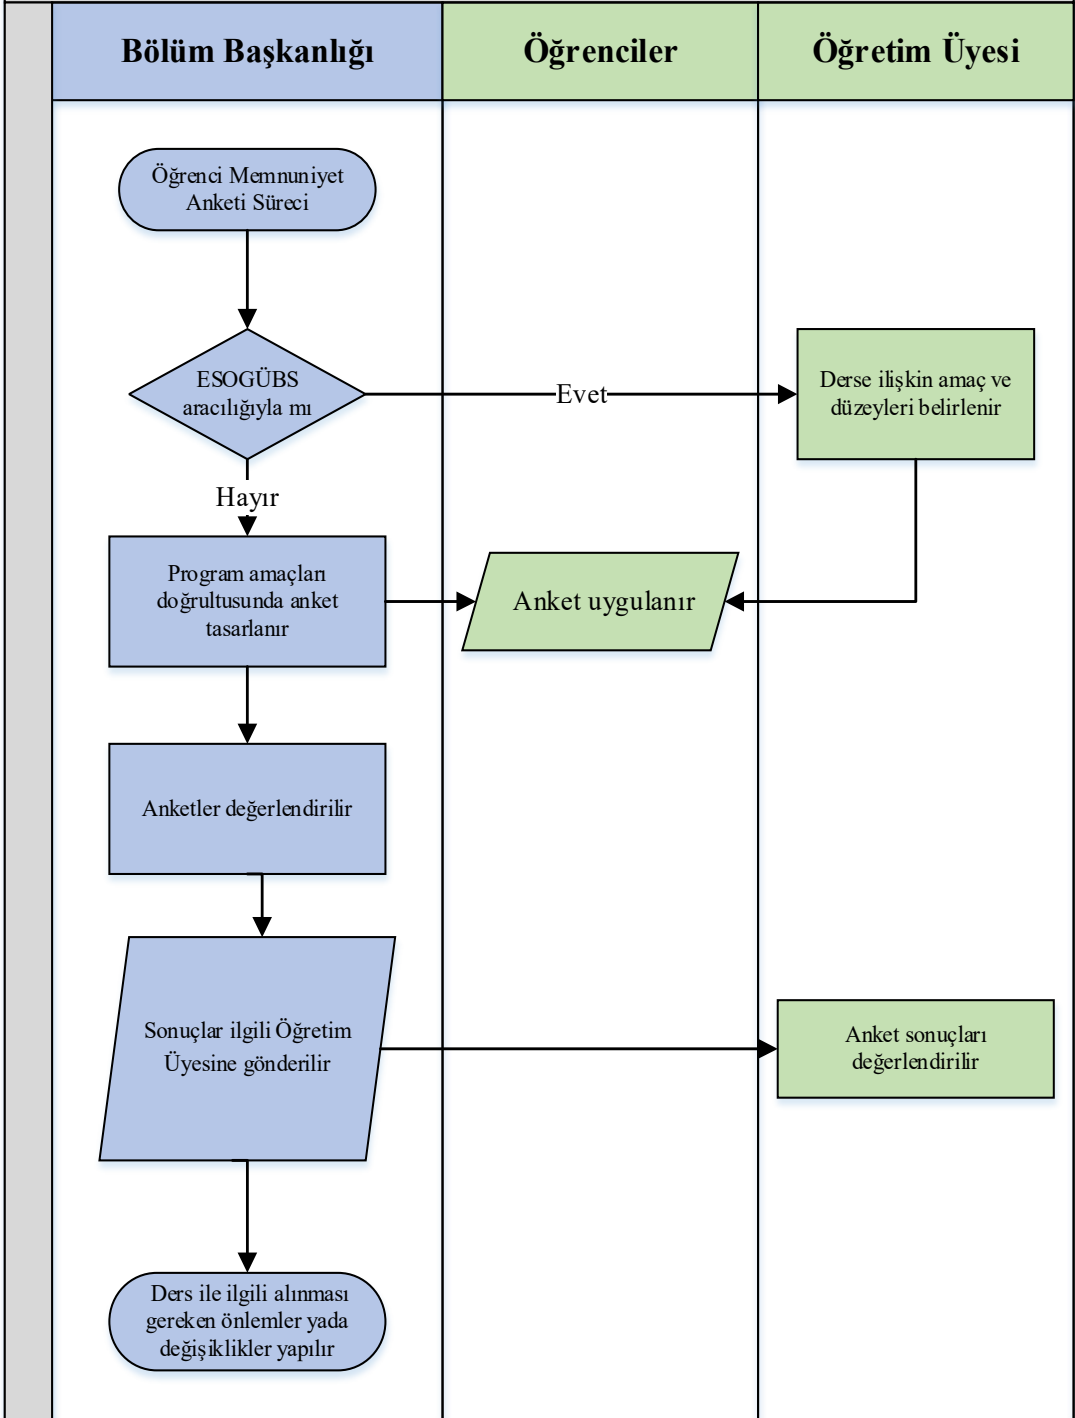 Bölüm Başkanlığı
Öğrenciler
Öğretim Üyesi
Öğrenci Memnuniyet
Anketi Süreci
ESOGÜBS
aracılığıyla mı
Evet
Derse ilişkin amaç ve
düzeyleri belirlenir
Hayır
Program amaçları
doğrultusunda anket
tasarlanır
Anket uygulanır
Anketler değerlendirilir
Sonuçlar ilgili Öğretim
Üyesine gönderilir
Anket sonuçları
değerlendirilir
Ders ile ilgili alınması
gereken önlemler yada
değişiklikler yapılır